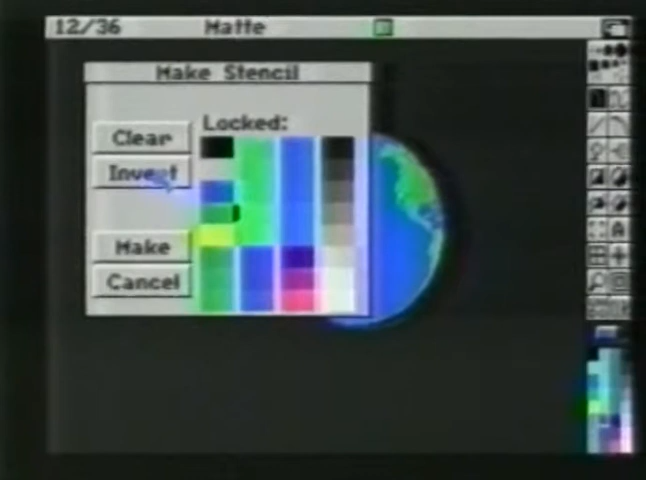 12/36 Matte
Make Stencil
Locked:
Clear
Invert
Make
Cancel
A